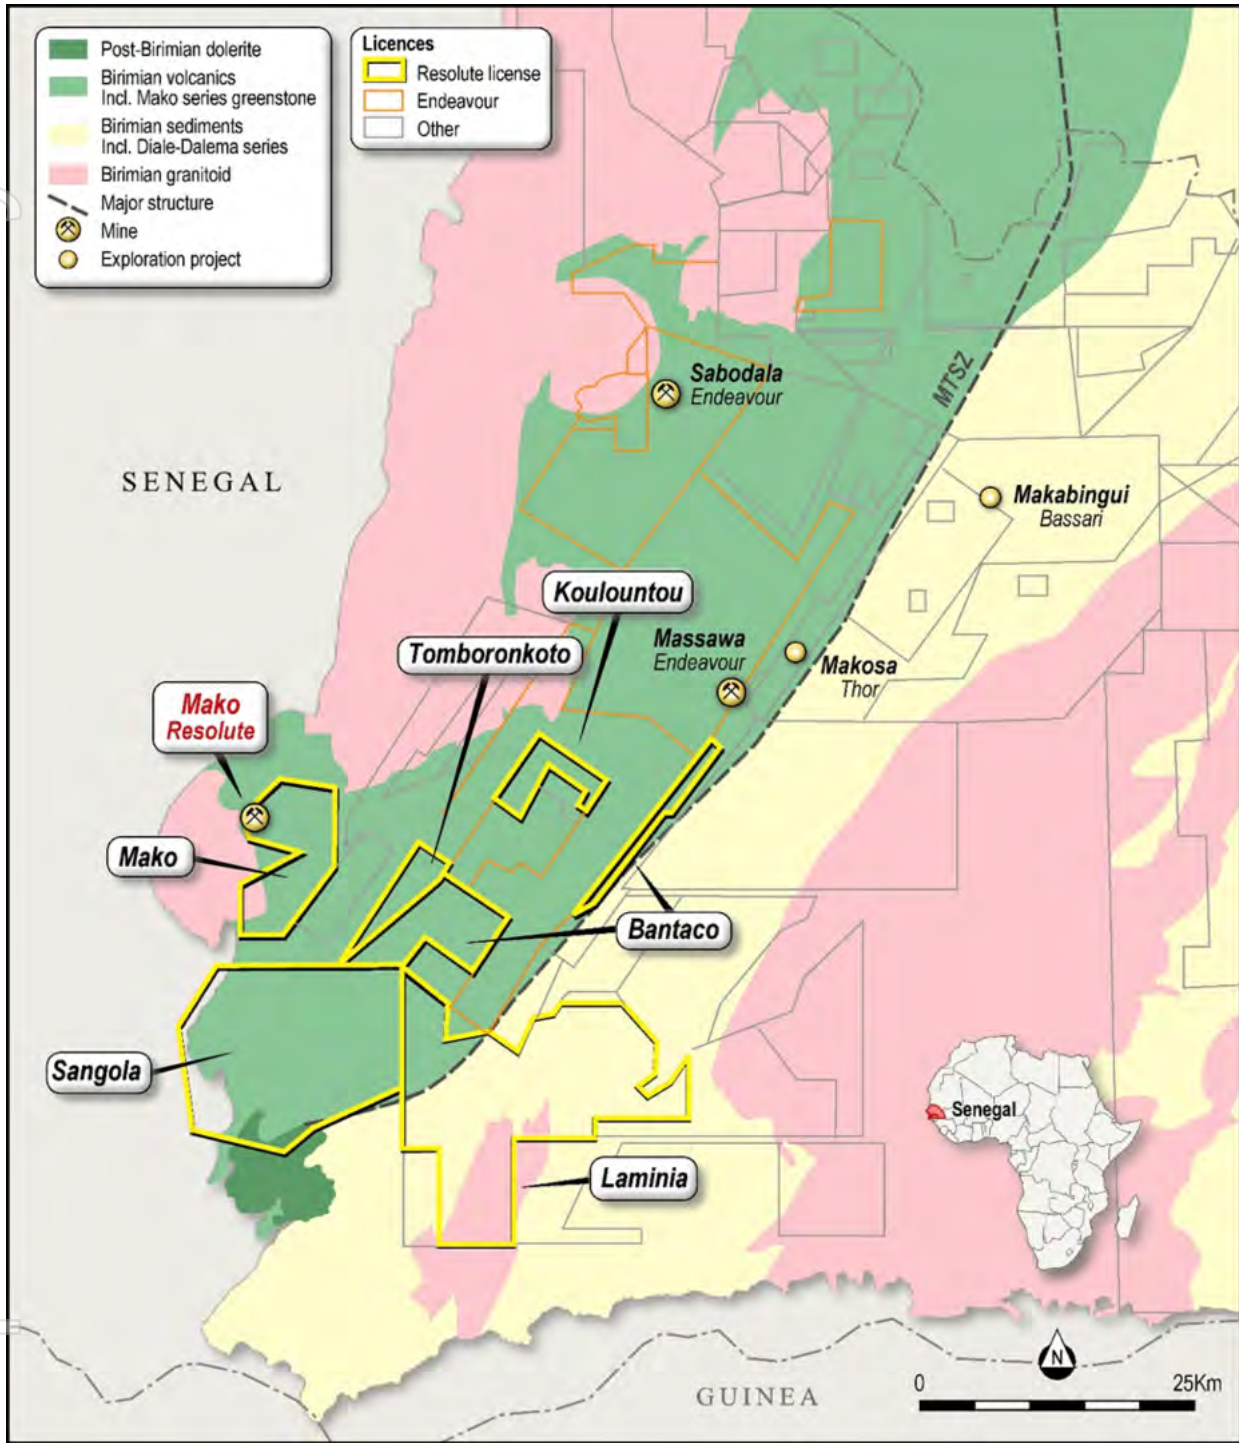 Post-Birimian dolerite
Birimian volcanics
Incl. Mako series greenstone
Birimian sediments
Incl. Diale-Dalema series
Birimian granitoid
Major structure
Mine
Exploration project
Licences
Resolute license
Endeavour
Other
MTSZ
Sabodala
Endeavour
SENEGAL
Makabingui
Bassari
Koulountou
Tomboronkoto
Massawa
Endeavour
Makosa
Thor
Mako
Resolute
Mako
Bantaco
Sangola
Laminia
Senegal
N
GUINEA
0
25Km